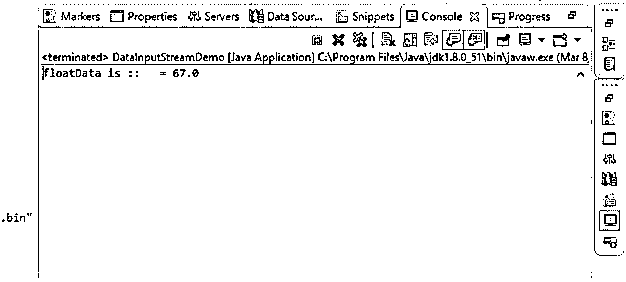 Markers Properties Servers Data Sour... Snippets Console Progress
<terminated> DataInputStreamDemo [Java Application] C:\Program Files\Java\jdk1.8.0_51\bin\javaw.exe (Mar 8,
floatData is ::   = 67.0
.bin"